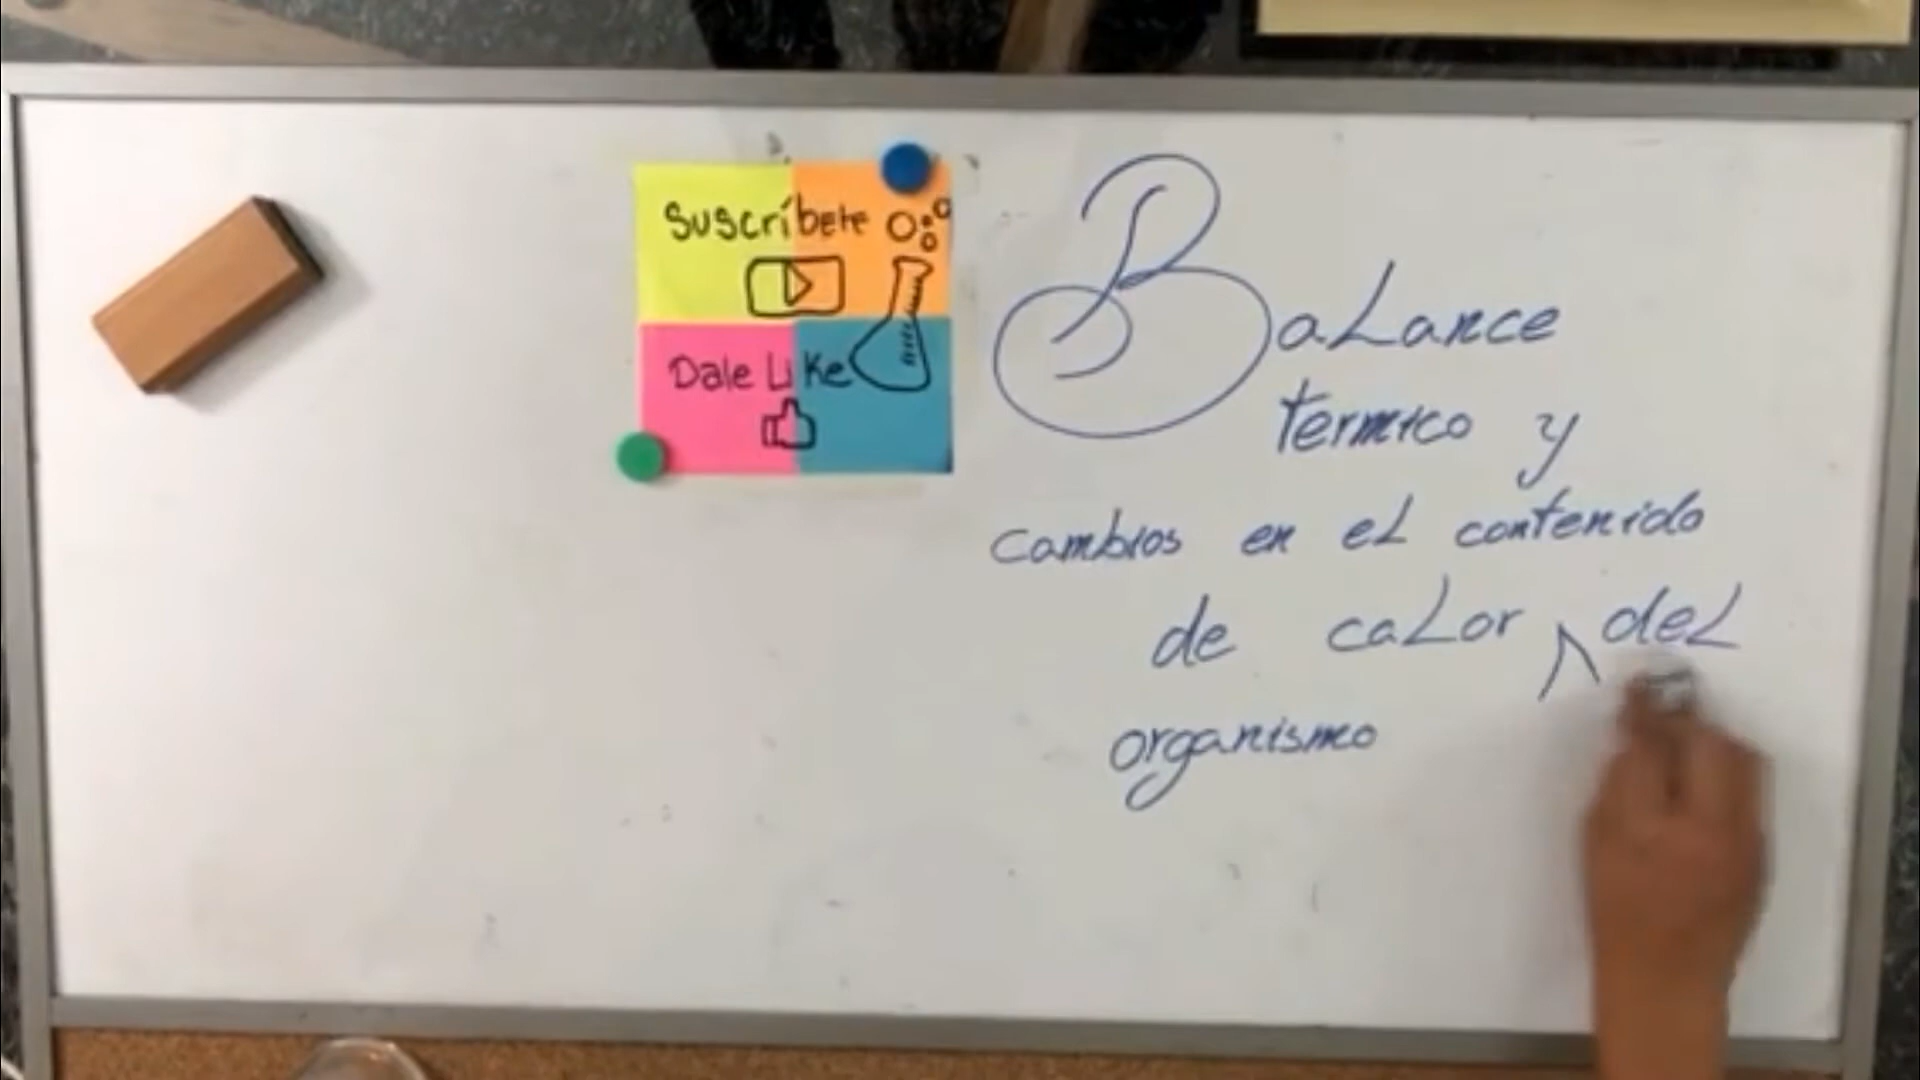 Suscríbete
Dale Like
Balance
termico y
cambios en el contenido
de calor del
organismo